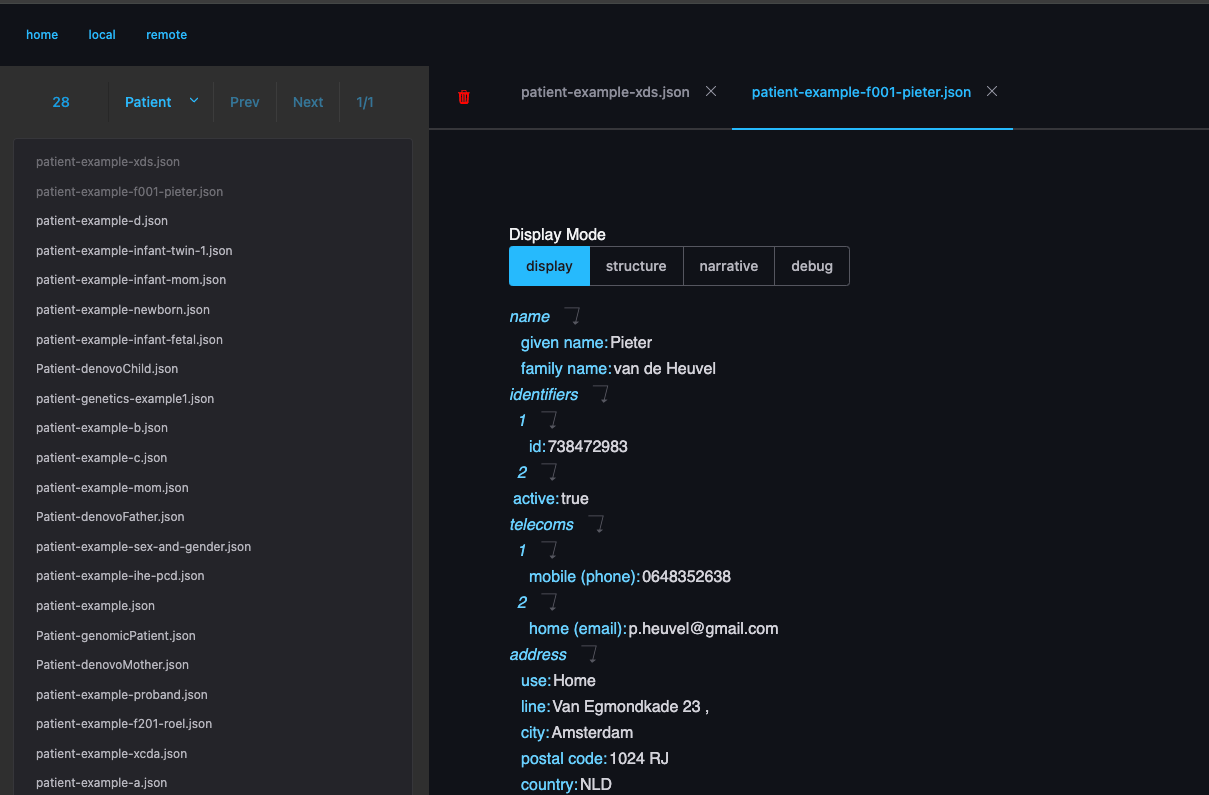 home local remote
28 Patient Prev Next 1/1
patient-example-xds.json
patient-example-f001-pieter.json
patient-example-d.json
patient-example-infant-twin-1.json
patient-example-infant-mom.json
patient-example-newborn.json
patient-example-infant-fetal.json
Patient-denovoChild.json
patient-genetics-example1.json
patient-example-b.json
patient-example-c.json
patient-example-mom.json
Patient-denovoFather.json
patient-example-sex-and-gender.json
patient-example-ihe-pcd.json
patient-example.json
Patient-genomicPatient.json
Patient-denovoMother.json
patient-example-proband.json
patient-example-f201-roel.json
patient-example-xcda.json
patient-example-a.json
patient-example-xds.json patient-example-f001-pieter.json
Display Mode
display structure narrative debug
name
given name: Pieter
family name: van de Heuvel
identifiers
1
id: 738472983
2
active: true
telecoms
1
mobile (phone): 0648352638
2
home (email): p.heuvel@gmail.com
address
use: Home
line: Van Egmondkade 23 ,
city: Amsterdam
postal code: 1024 RJ
country: NLD